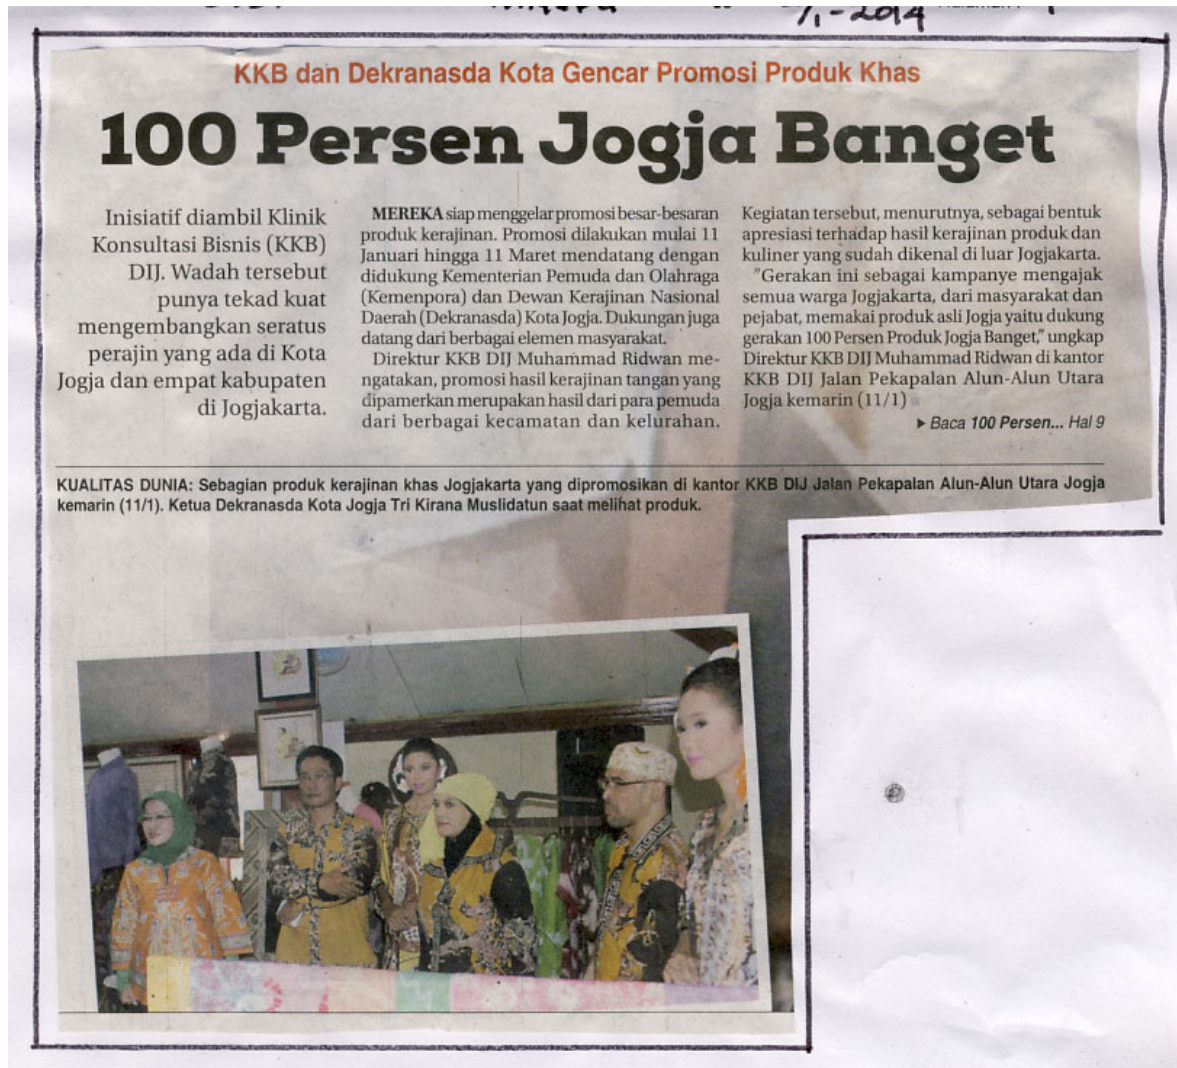 -2014
KKB dan Dekranasda Kota Gencar Promosi Produk Khas
100 Persen Jogja Banget
Inisiatif diambil Klinik
Konsultasi Bisnis (KKB)
DIJ. Wadah tersebut
punya tekad kuat
mengembangkan seratus
perajin yang ada di Kota
Jogja dan empat kabupaten
di Jogjakarta.
MEREKA siap menggelar promosi besar-besaran
produk kerajinan. Promosi dilakukan mulai 11
Januari hingga 11 Maret mendatang dengan
didukung Kementerian Pemuda dan Olahraga
(Kemenpora) dan Dewan Kerajinan Nasional
Daerah (Dekranasda) Kota Jogja. Dukungan juga
datang dari berbagai elemen masyarakat.
Direktur KKB DIJ Muhammad Ridwan me-
ngatakan, promosi hasil kerajinan tangan yang
dipamerkan merupakan hasil dari para pemuda
dari berbagai kecamatan dan kelurahan.
Kegiatan tersebut, menurutnya, sebagai bentuk
apresiasi terhadap hasil kerajinan produk dan
kuliner yang sudah dikenal di luar Jogjakarta.
"Gerakan ini sebagai kampanye mengajak
semua warga Jogjakarta, dari masyarakat dan
pejabat, memakai produk asli Jogja yaitu dukung
gerakan 100 Persen Produk Jogja Banget," ungkap
Direktur KKB DIJ Muhammad Ridwan di kantor
KKB DIJ Jalan Pekapalan Alun-Alun Utara
Jogja kemarin (11/1)
▶ Baca 100 Persen... Hal 9
KUALITAS DUNIA: Sebagian produk kerajinan khas Jogjakarta yang dipromosikan di kantor KKB DIJ Jalan Pekapalan Alun-Alun Utara Jogja
kemarin (11/1). Ketua Dekranasda Kota Jogja Tri Kirana Muslidatun saat melihat produk.